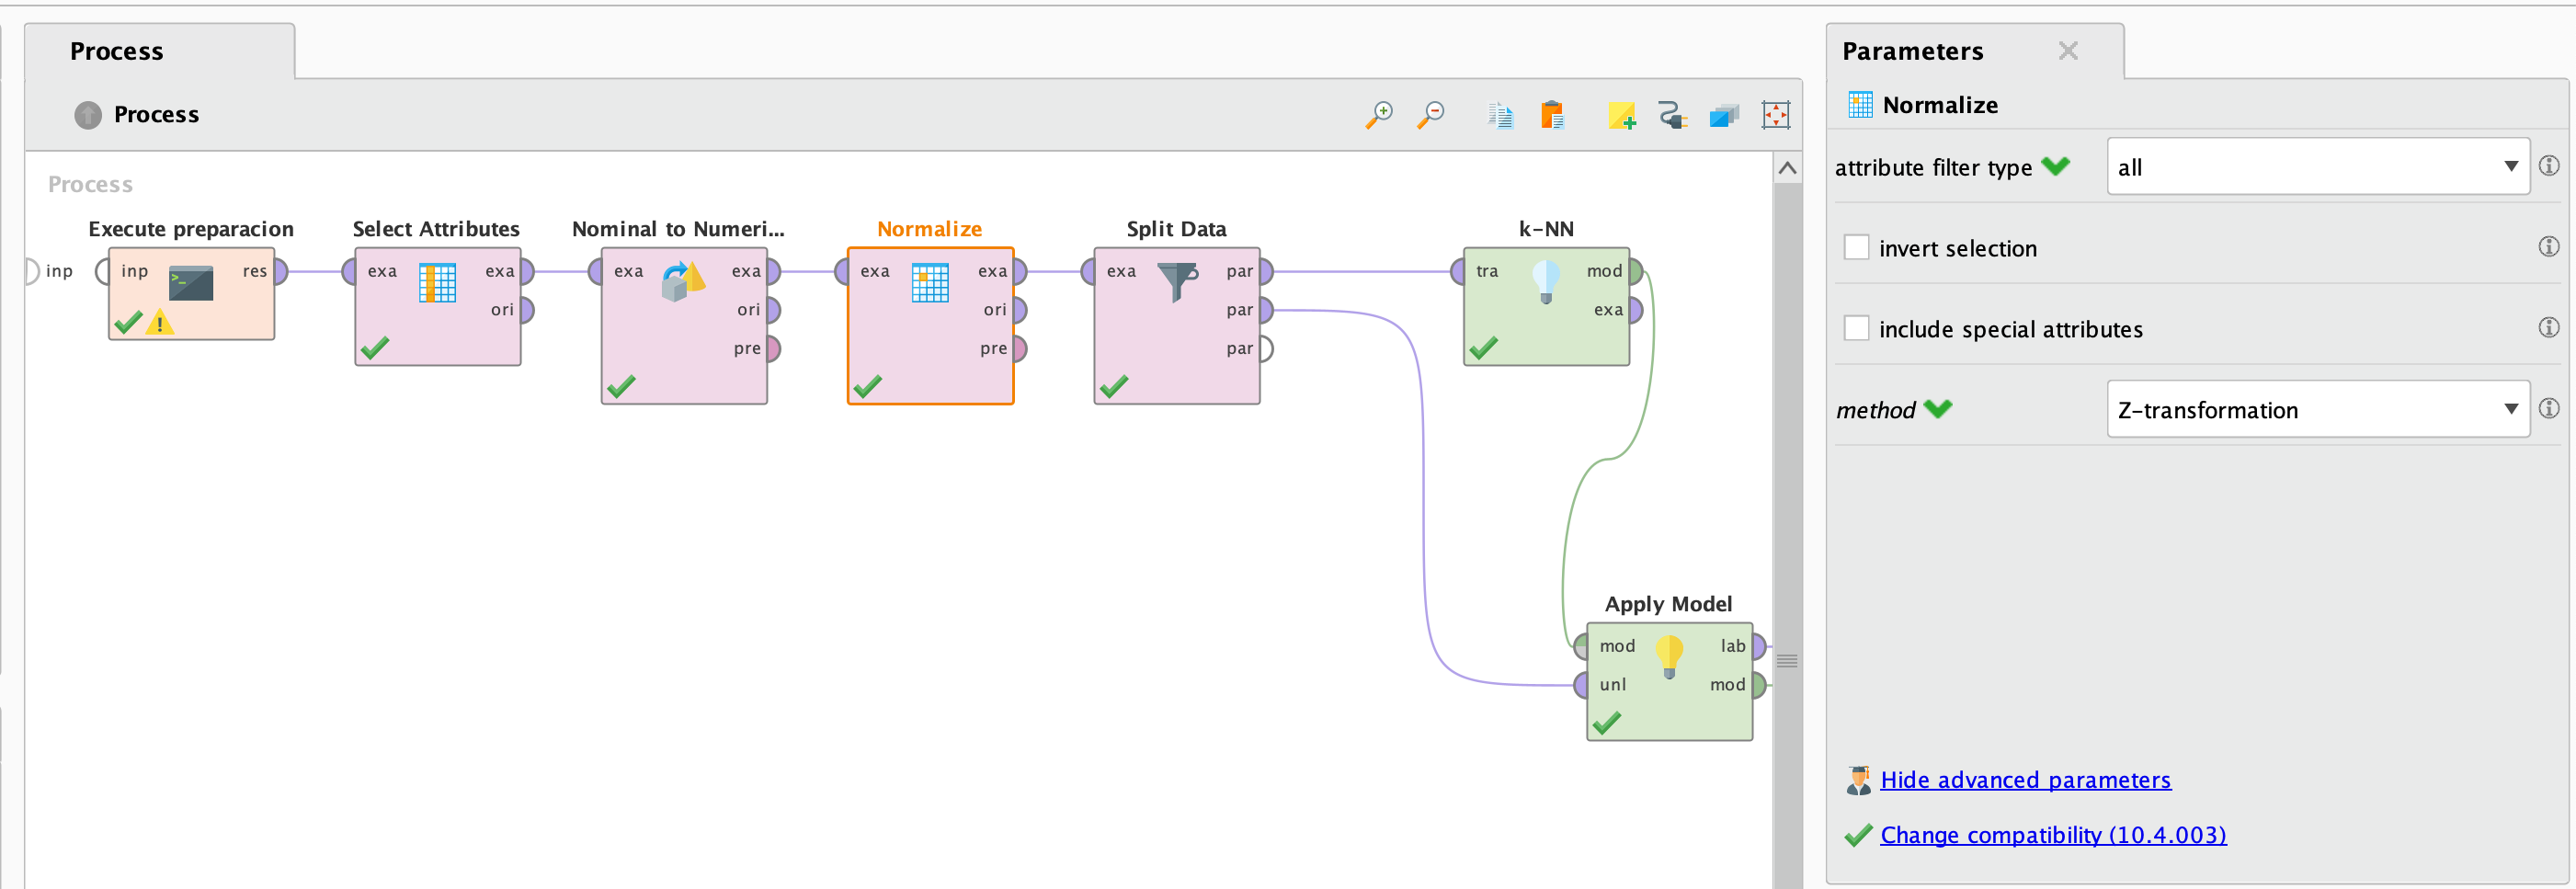 Process
Process
Process
Execute preparacion
inp
inp
res
Select Attributes
exa
exa
ori
Nominal to Numeri...
exa
exa
ori
pre
Normalize
exa
exa
ori
pre
Split Data
exa
par
par
par
k-NN
tra
mod
exa
Apply Model
mod
lab
unl
mod
Parameters
Normalize
attribute filter type
all
invert selection
include special attributes
method
Z-transformation
Hide advanced parameters
Change compatibility (10.4.003)